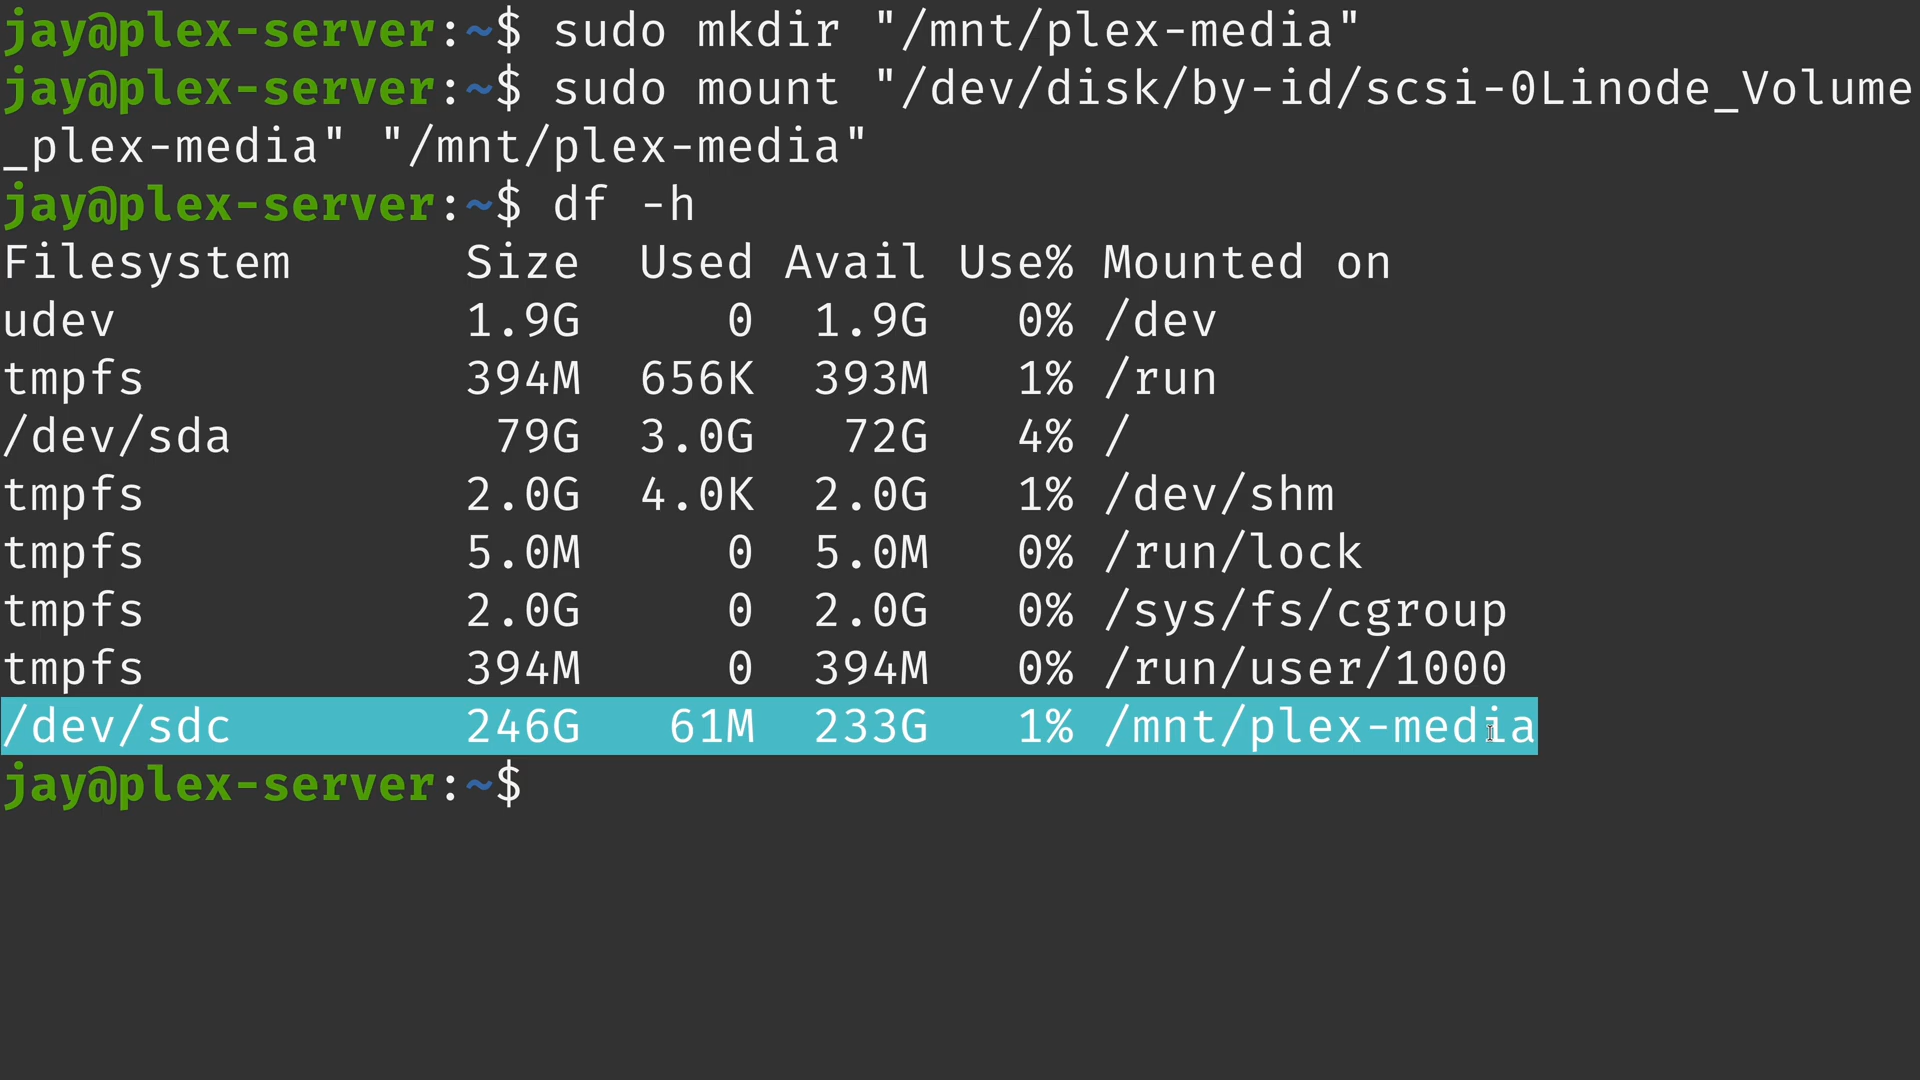 jay@plex-server:~$ sudo mkdir "/mnt/plex-media"
jay@plex-server:~$ sudo mount "/dev/disk/by-id/scsi-0Linode_Volume
_plex-media" "/mnt/plex-media"
jay@plex-server:~$ df -h
Filesystem      Size  Used Avail Use% Mounted on
udev            1.9G     0  1.9G   0% /dev
tmpfs           394M  656K  393M   1% /run
/dev/sda         79G  3.0G   72G   4% /
tmpfs           2.0G  4.0K  2.0G   1% /dev/shm
tmpfs           5.0M     0  5.0M   0% /run/lock
tmpfs           2.0G     0  2.0G   0% /sys/fs/cgroup
tmpfs           394M     0  394M   0% /run/user/1000
/dev/sdc        246G   61M  233G   1% /mnt/plex-media
jay@plex-server:~$